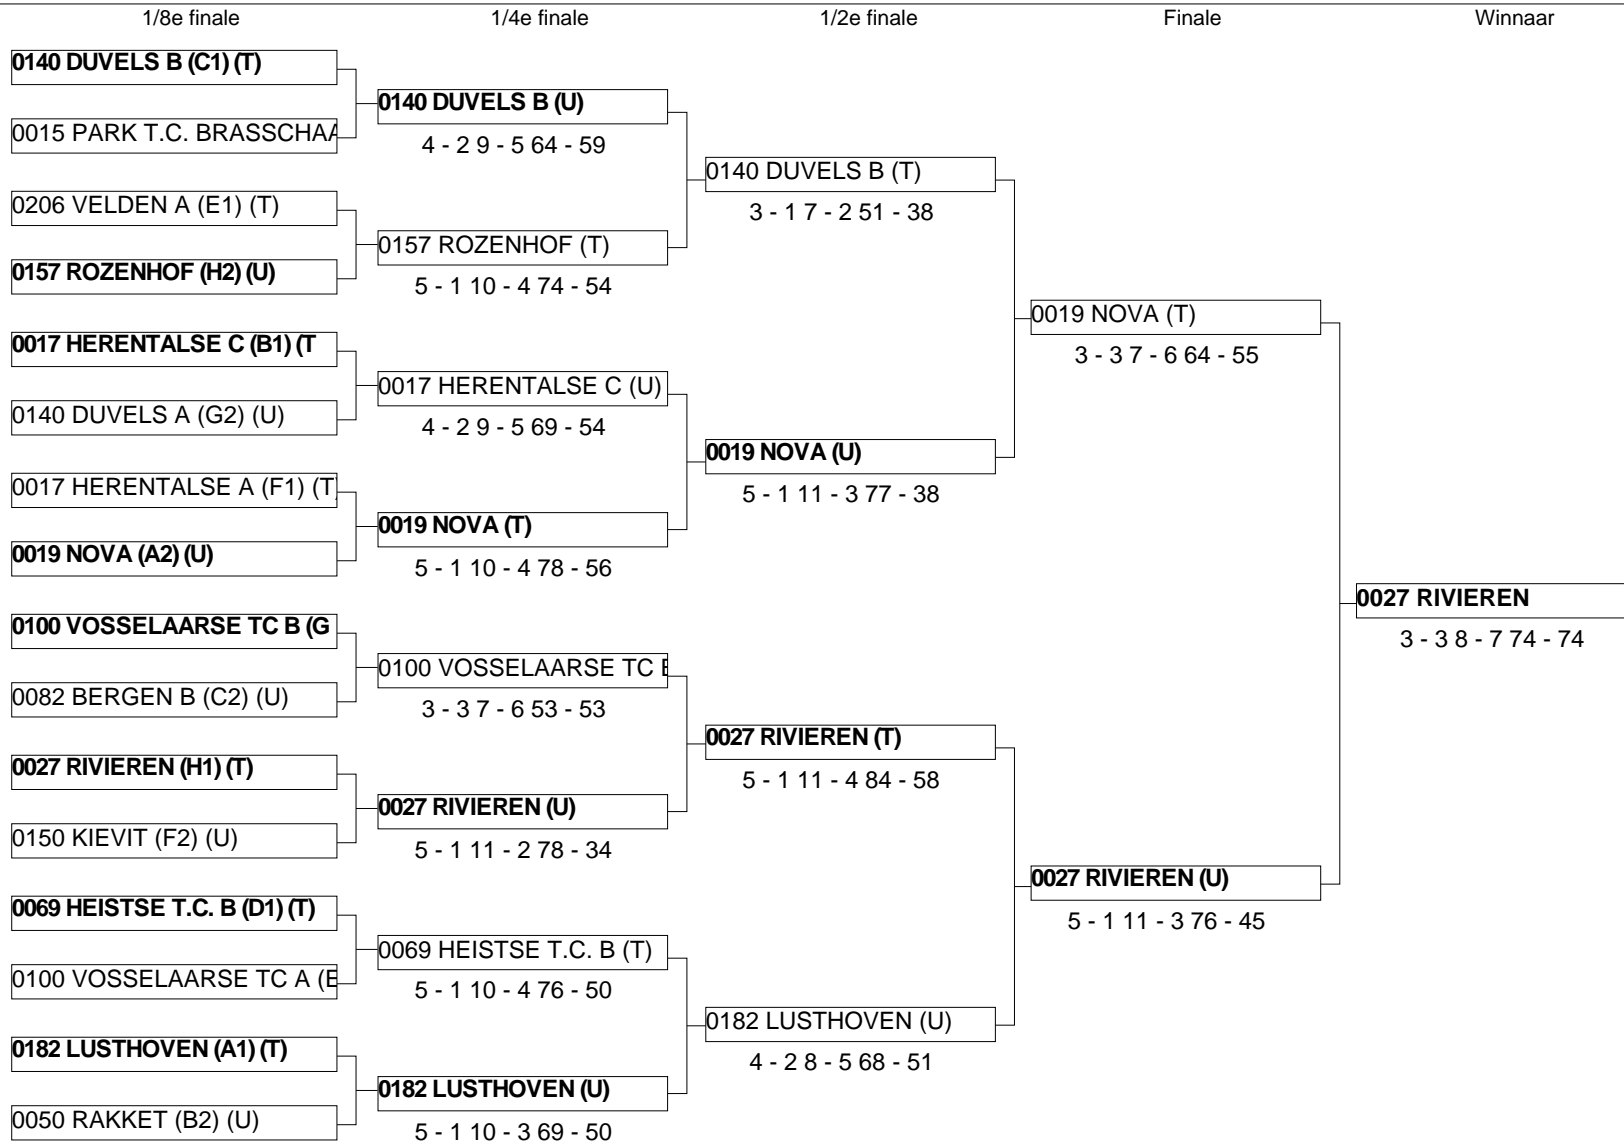 1/8e finale
1/4e finale
1/2e finale
Finale
Winnaar
0140 DUVELS B (C1) (T)
0015 PARK T.C. BRASSCHAA
0206 VELDEN A (E1) (T)
0157 ROZENHOF (H2) (U)
0017 HERENTALSE C (B1) (T
0140 DUVELS A (G2) (U)
0017 HERENTALSE A (F1) (T)
0019 NOVA (A2) (U)
0100 VOSSELAARSE TC B (G
0082 BERGEN B (C2) (U)
0027 RIVIEREN (H1) (T)
0150 KIEVIT (F2) (U)
0069 HEISTSE T.C. B (D1) (T)
0100 VOSSELAARSE TC A (E
0182 LUSTHOVEN (A1) (T)
0050 RAKKET (B2) (U)
0140 DUVELS B (U)
4 - 2 9 - 5 64 - 59
0157 ROZENHOF (T)
5 - 1 10 - 4 74 - 54
0017 HERENTALSE C (U)
4 - 2 9 - 5 69 - 54
0019 NOVA (T)
5 - 1 10 - 4 78 - 56
0100 VOSSELAARSE TC B
3 - 3 7 - 6 53 - 53
0027 RIVIEREN (U)
5 - 1 11 - 2 78 - 34
0069 HEISTSE T.C. B (T)
5 - 1 10 - 4 76 - 50
0182 LUSTHOVEN (U)
5 - 1 10 - 3 69 - 50
0140 DUVELS B (T)
3 - 1 7 - 2 51 - 38
0019 NOVA (U)
5 - 1 11 - 3 77 - 38
0027 RIVIEREN (T)
5 - 1 11 - 4 84 - 58
0182 LUSTHOVEN (U)
4 - 2 8 - 5 68 - 51
0019 NOVA (T)
3 - 3 7 - 6 64 - 55
0027 RIVIEREN (U)
5 - 1 11 - 3 76 - 45
0027 RIVIEREN
3 - 3 8 - 7 74 - 74